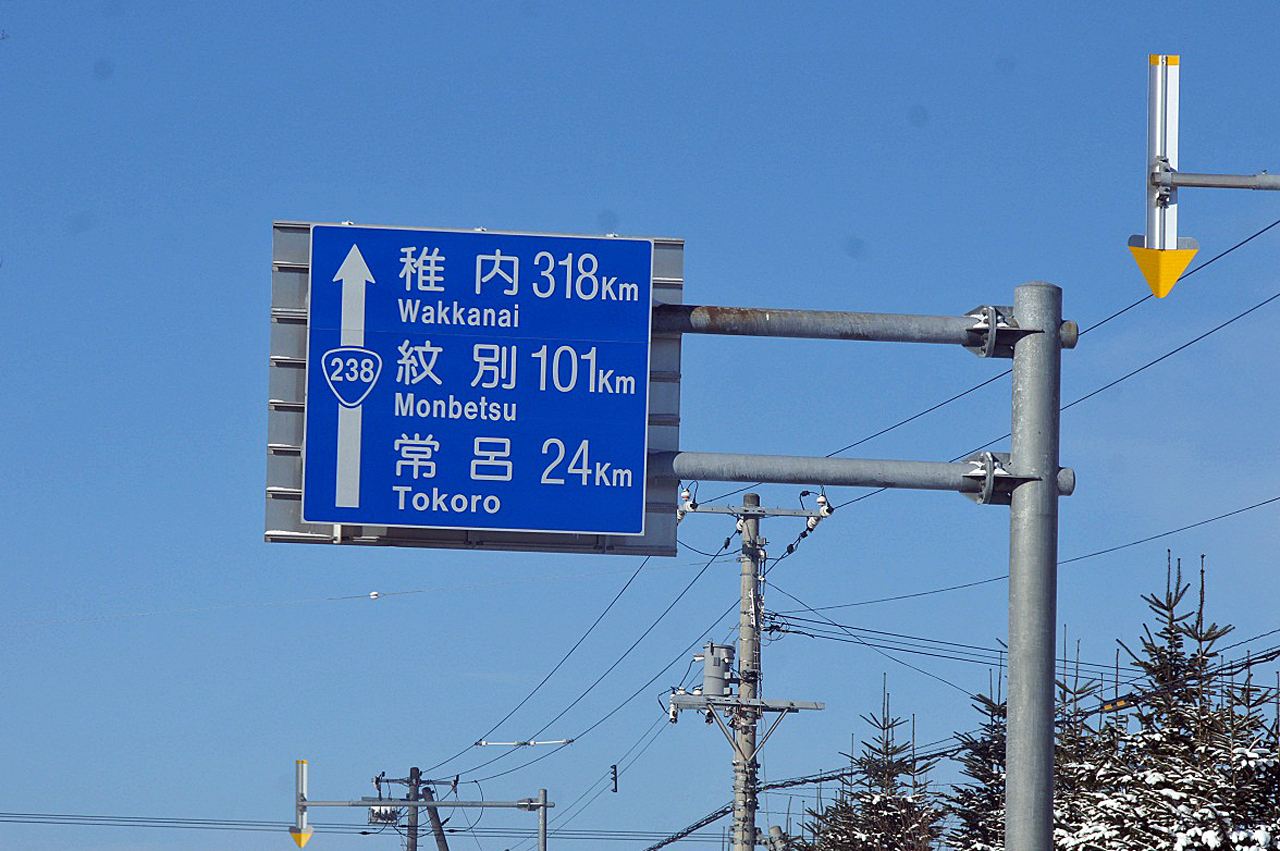 稚内 318Km
Wakkanai
238
紋別 101Km
Monbetsu
常呂 24Km
Tokoro